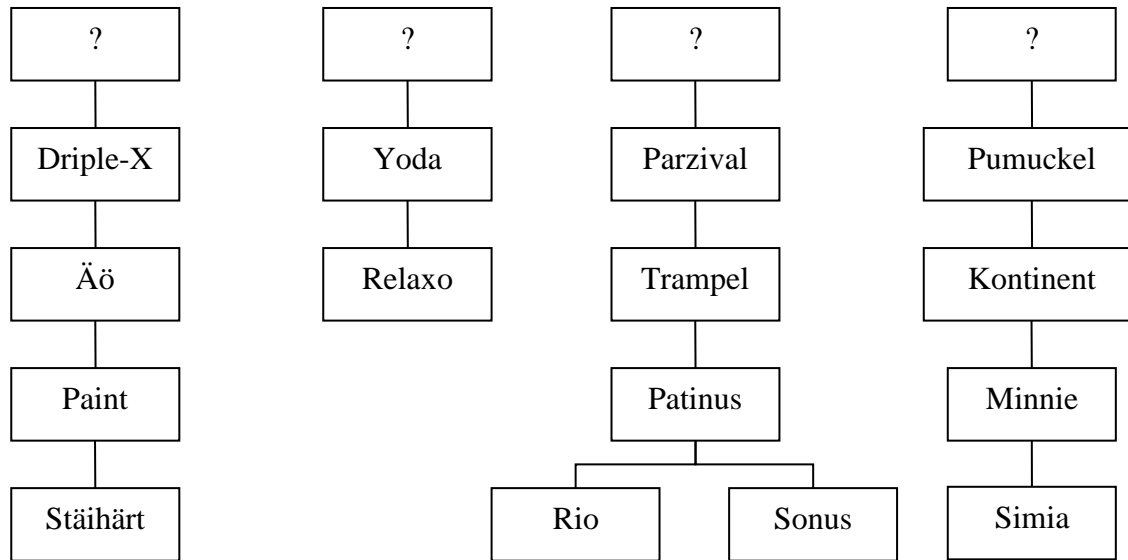 ? ? ? ?
Driple-X Yoda Parzival Pumuckel
Äö Relaxo Trampel Kontinent
Paint Patinus Minnie
Stäihärt Rio Sonus Simia